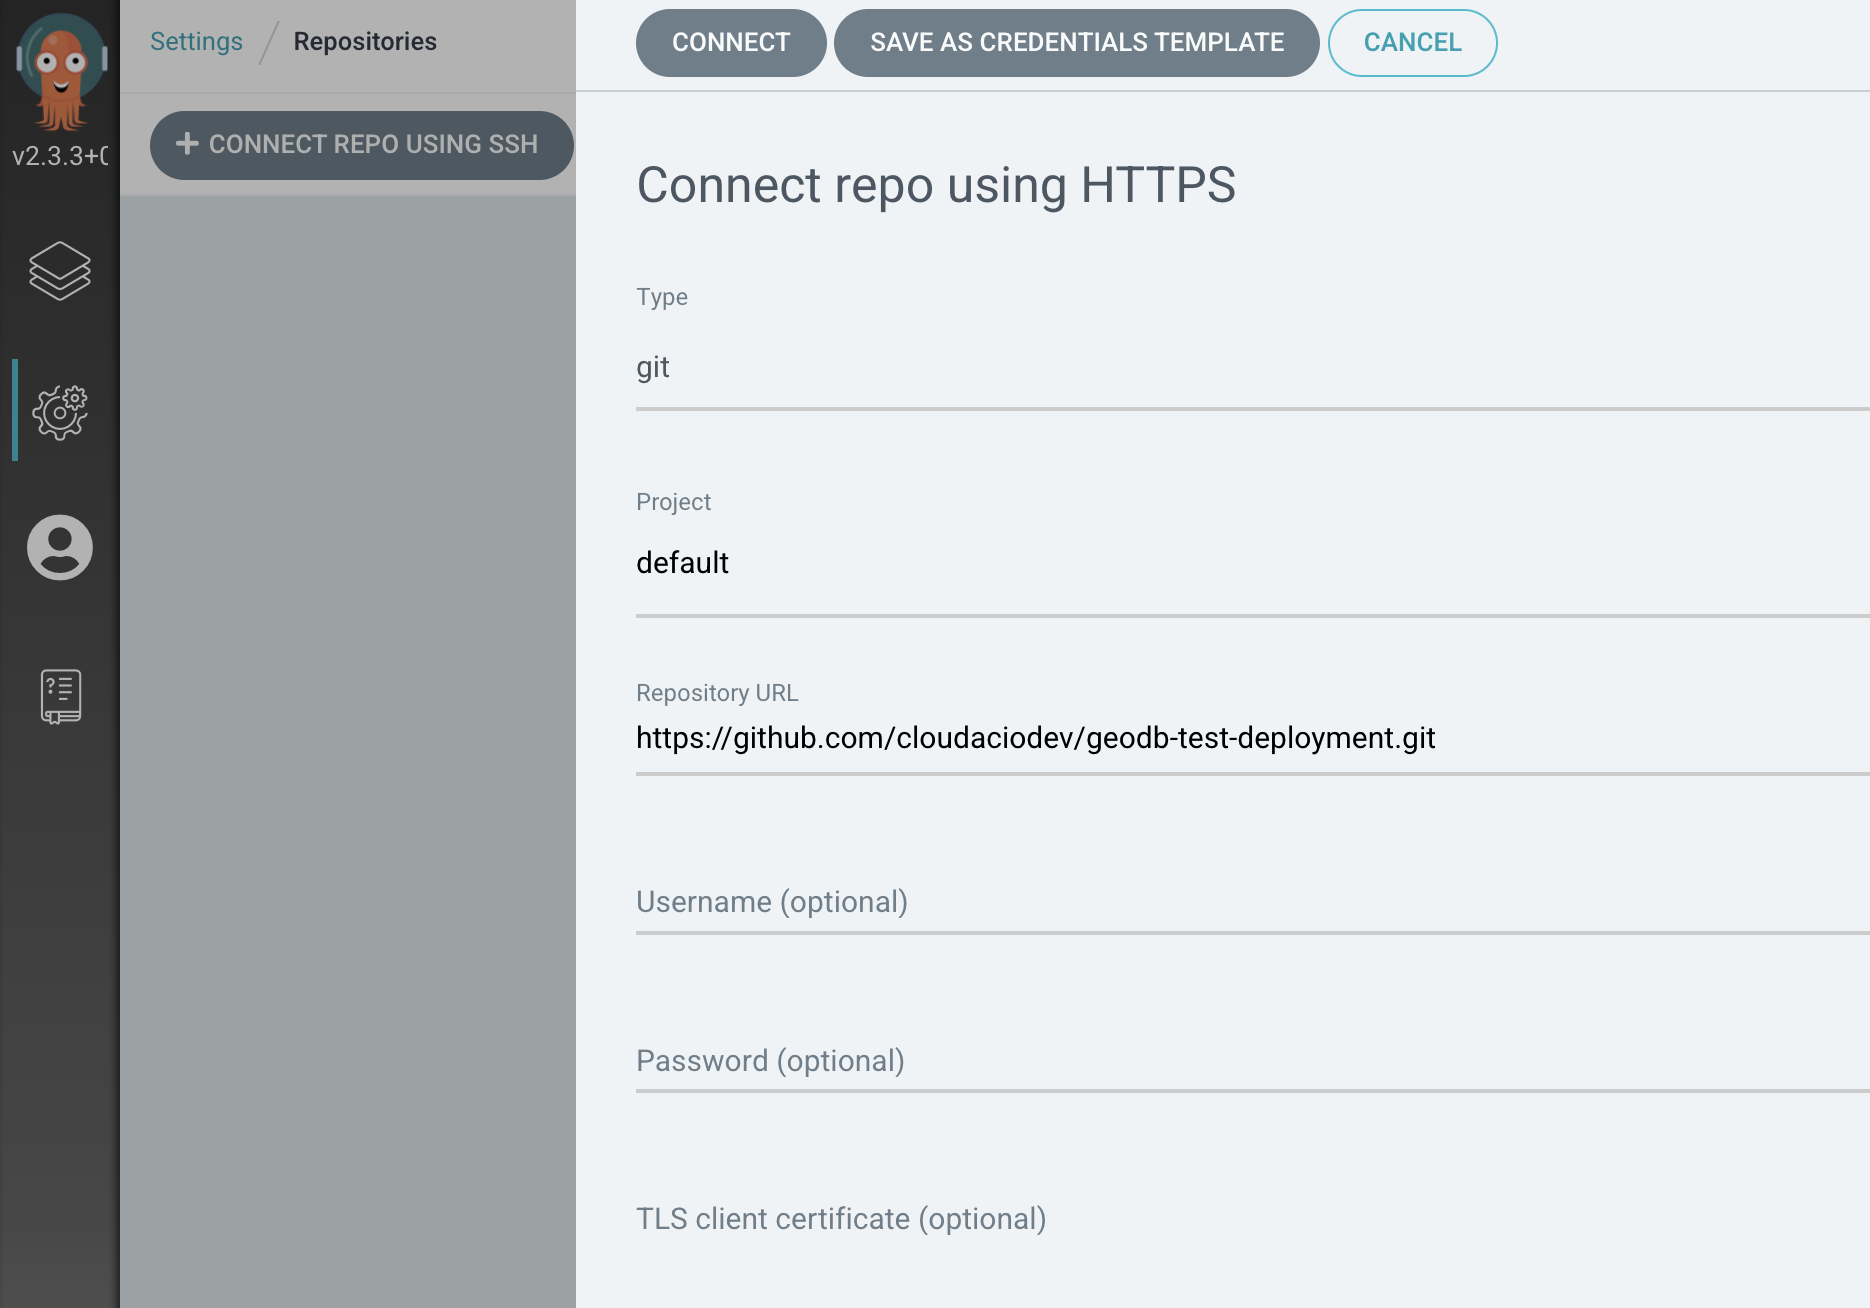 v2.3.3+0
Settings / Repositories
CONNECT REPO USING SSH
CONNECT
SAVE AS CREDENTIALS TEMPLATE
CANCEL
Connect repo using HTTPS
Type
git
Project
default
Repository URL
https://github.com/cloudaciodev/geodb-test-deployment.git
Username (optional)
Password (optional)
TLS client certificate (optional)